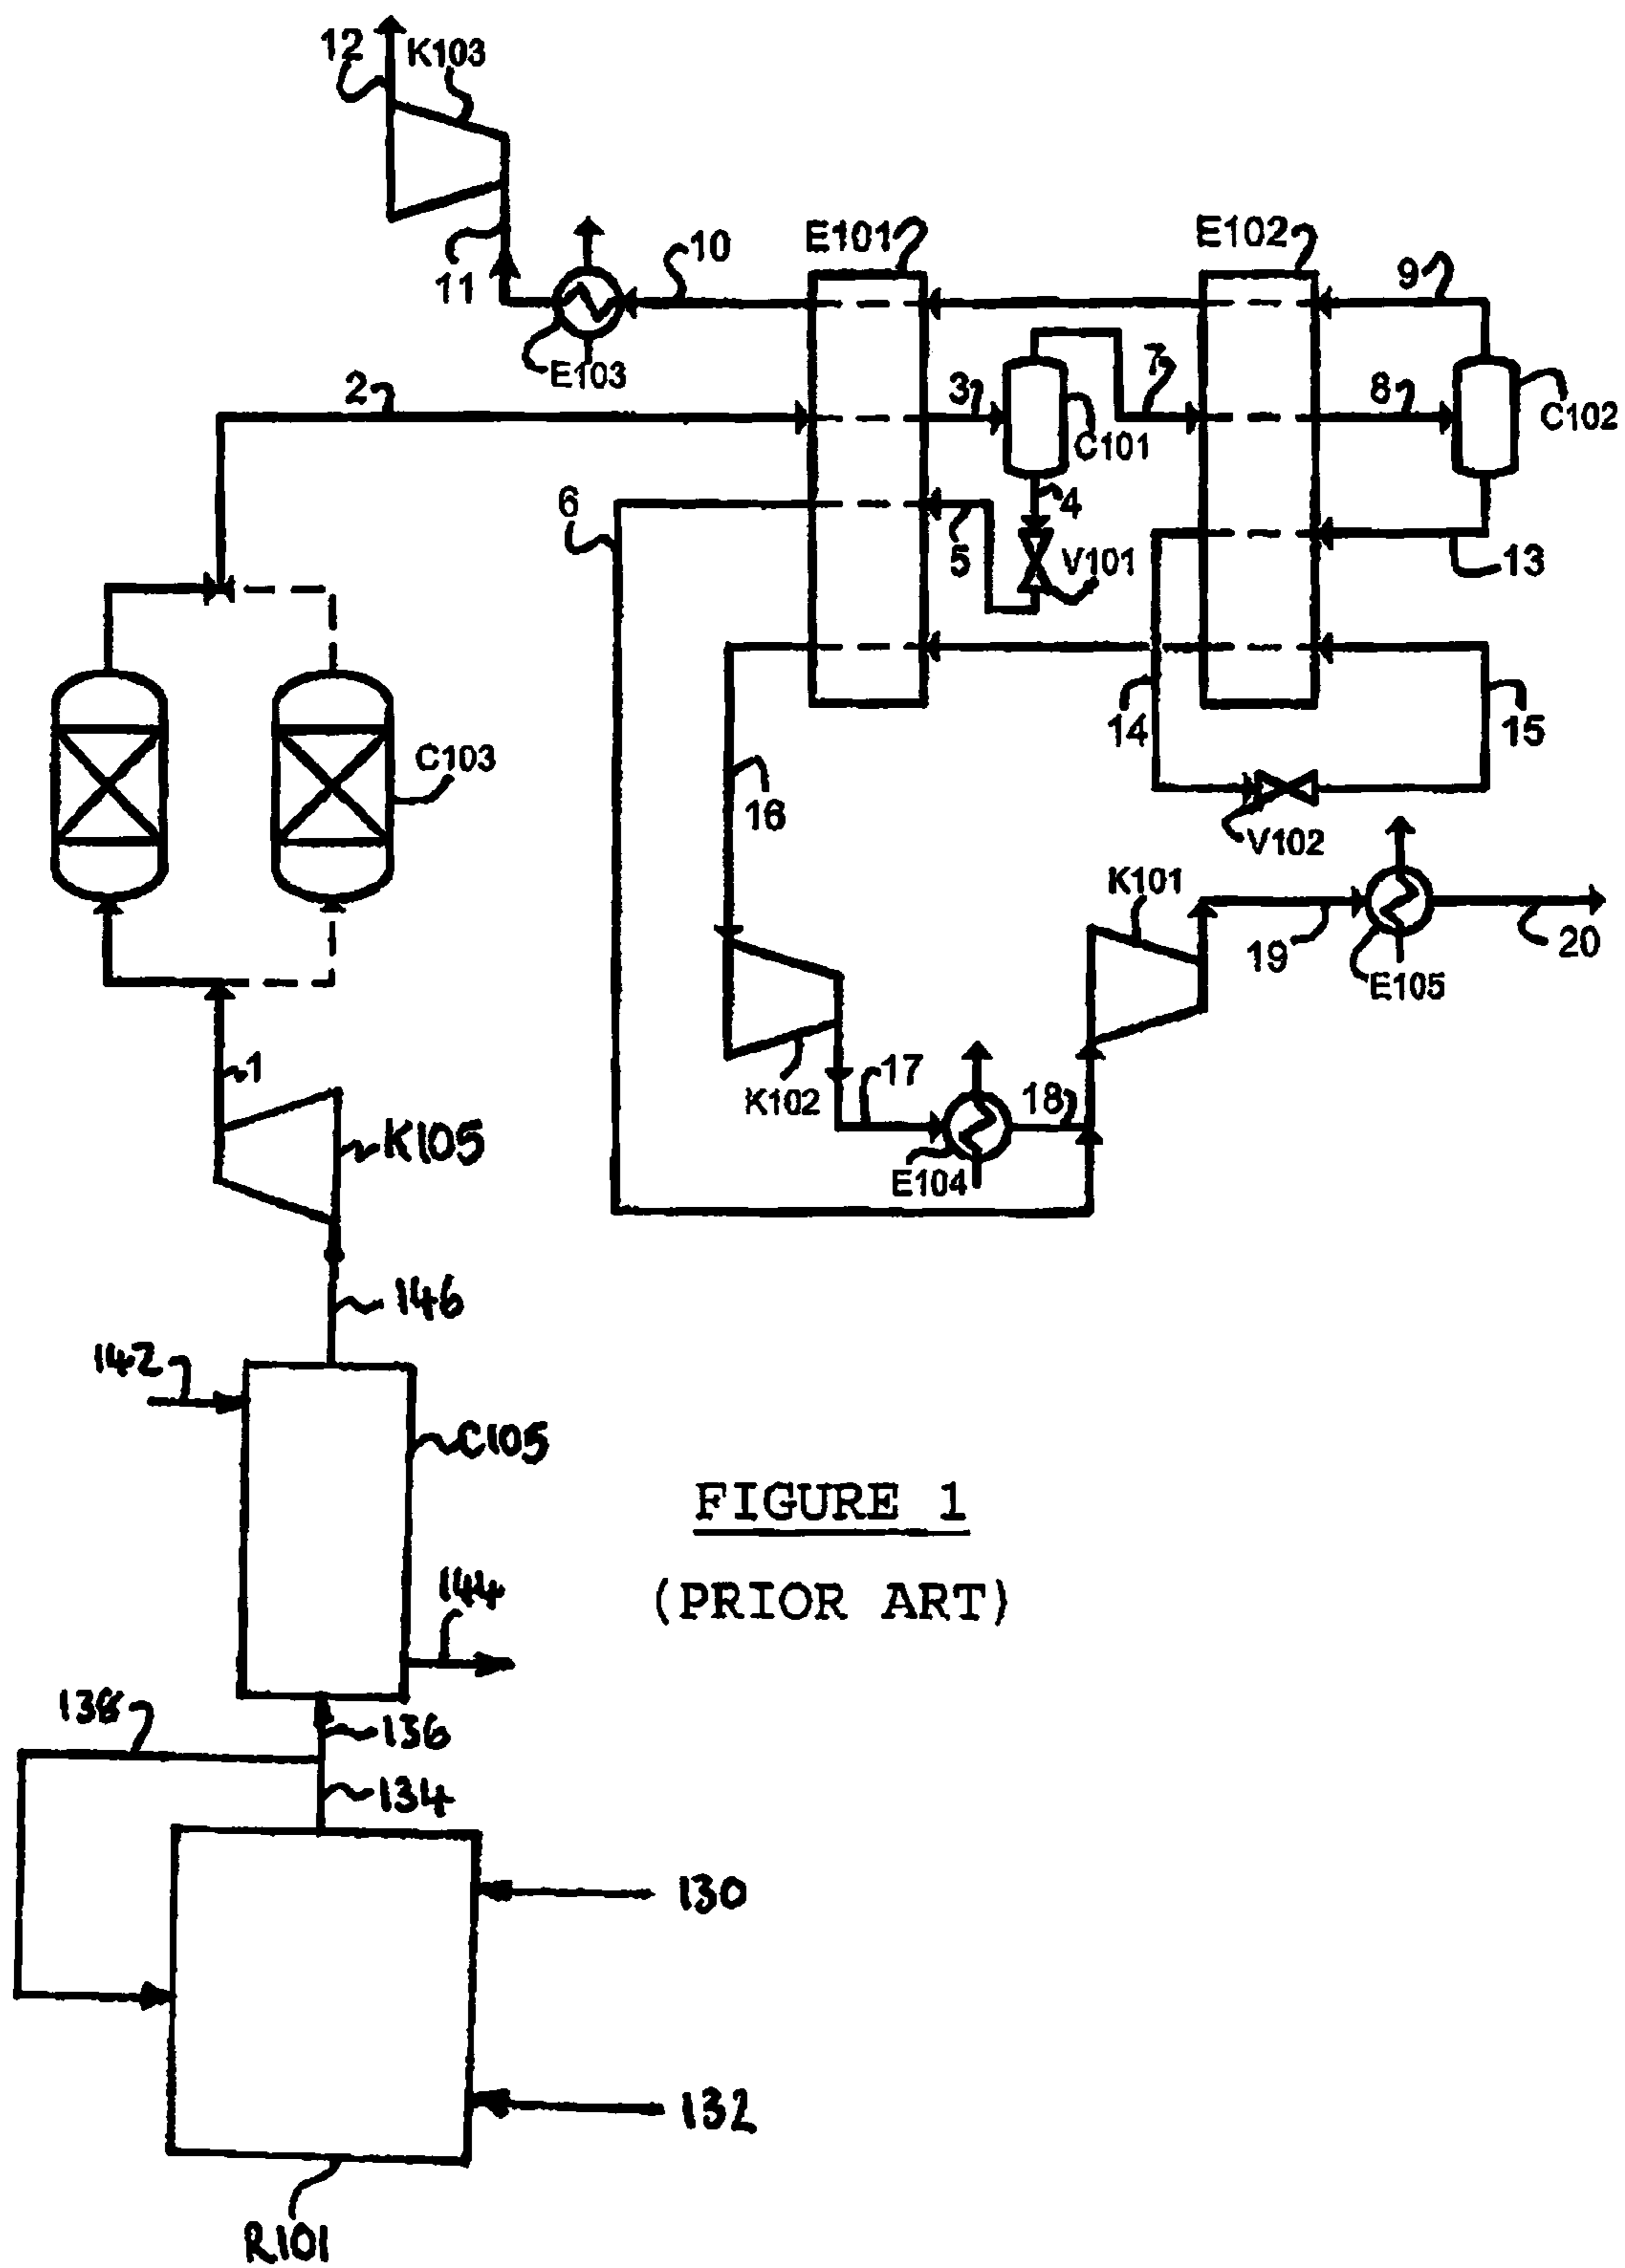 12
K103
11
10
E103
E101
E102
9
2
3
C101
7
8
C102
6
5
4
V101
13
14
15
16
V102
C103
K101
19
20
E105
1
K105
K102
17
18
E104
146
142
C105
FIGURE 1
(PRIOR ART)
144
138
136
134
130
132
R101